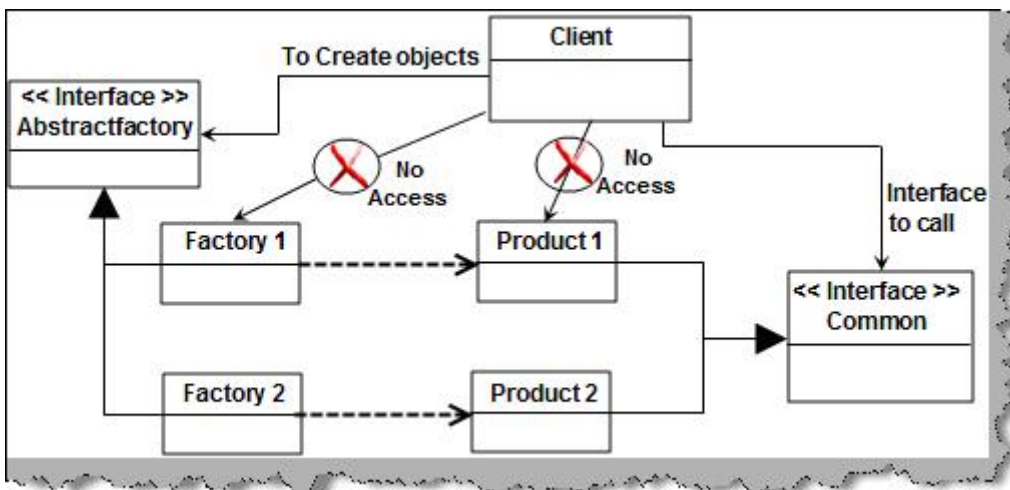 Client
To Create objects
<< Interface >>
Abstractfactory
No
Access
No
Access
Interface
to call
Factory 1
Product 1
<< Interface >>
Common
Factory 2
Product 2